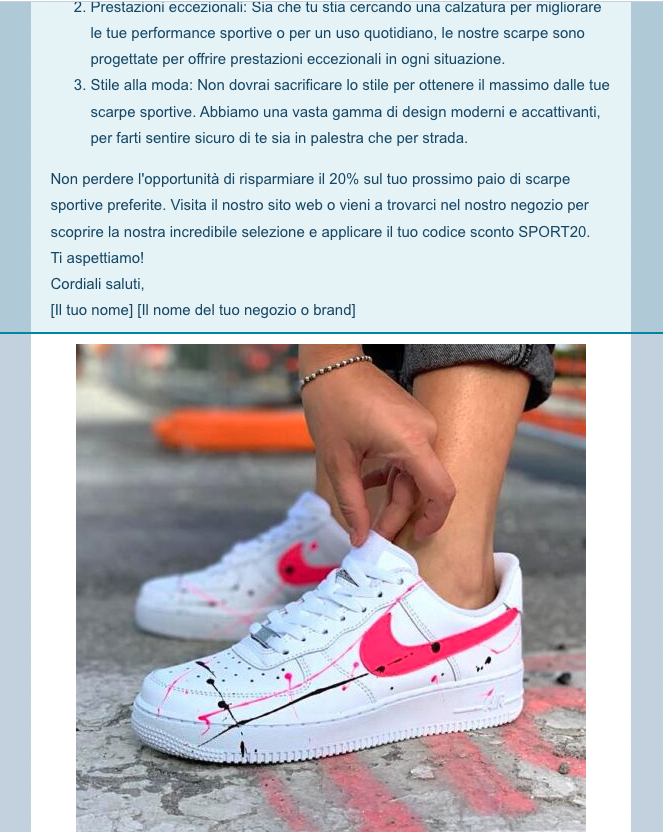 2. Prestazioni eccezionali: Sia che tu stia cercando una calzatura per migliorare
le tue performance sportive o per un uso quotidiano, le nostre scarpe sono
progettate per offrire prestazioni eccezionali in ogni situazione.
3. Stile alla moda: Non dovrai sacrificare lo stile per ottenere il massimo dalle tue
scarpe sportive. Abbiamo una vasta gamma di design moderni e accattivanti,
per farti sentire sicuro di te sia in palestra che per strada.
Non perdere l'opportunità di risparmiare il 20% sul tuo prossimo paio di scarpe
sportive preferite. Visita il nostro sito web o vieni a trovarci nel nostro negozio per
scoprire la nostra incredibile selezione e applicare il tuo codice sconto SPORT20.
Ti aspettiamo!
Cordiali saluti,
[Il tuo nome] [Il nome del tuo negozio o brand]
AIR